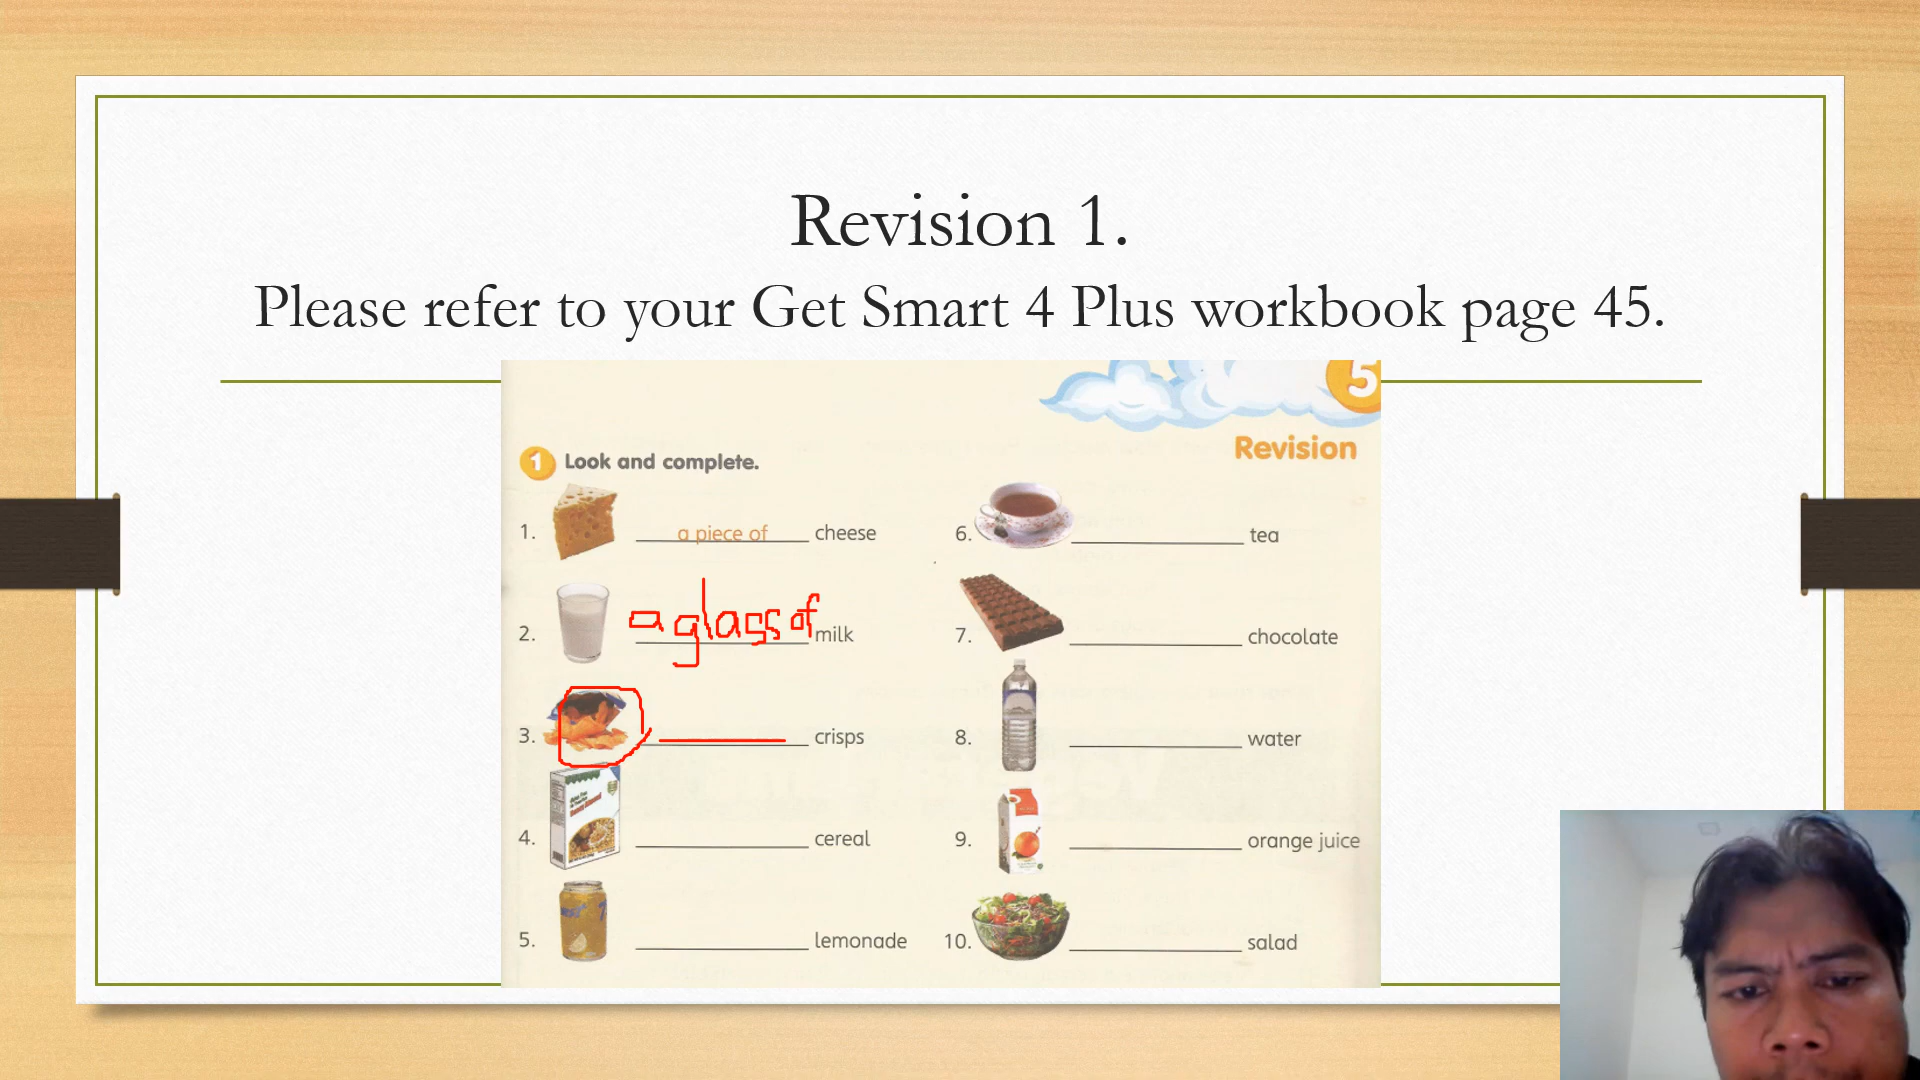 Revision 1.
Please refer to your Get Smart 4 Plus workbook page 45.
5
Revision
1 Look and complete.
1. a piece of cheese
2. a glass of milk
3. crisps
4. cereal
5. lemonade
6. tea
7. chocolate
8. water
9. orange juice
10. salad